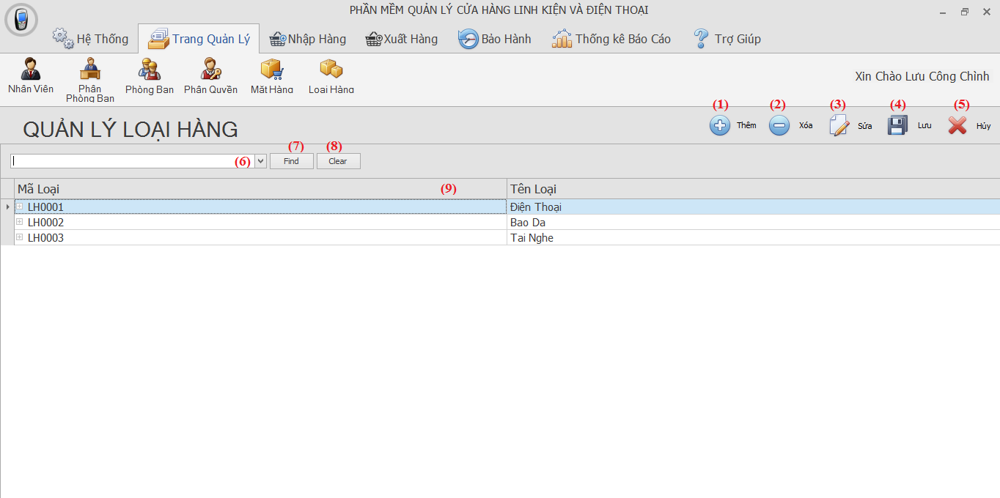 PHẦN MỀM QUẢN LÝ CỬA HÀNG LINH KIỆN VÀ ĐIỆN THOẠI
Hệ Thống Trang Quản Lý Nhập Hàng Xuất Hàng Bảo Hành Thống kê Báo Cáo Trợ Giúp
Nhân Viên Phân Phòng Ban Phòng Ban Phân Quyền Mặt Hàng Loại Hàng
Xin Chào Lưu Công Chình
(1) (2) (3) (4) (5)
QUẢN LÝ LOẠI HÀNG
Thêm Xóa Sửa Lưu Hủy
(7) (8)
(6) Find Clear
Mã Loại (9) Tên Loại
LH0001 Điện Thoại
LH0002 Bao Da
LH0003 Tai Nghe